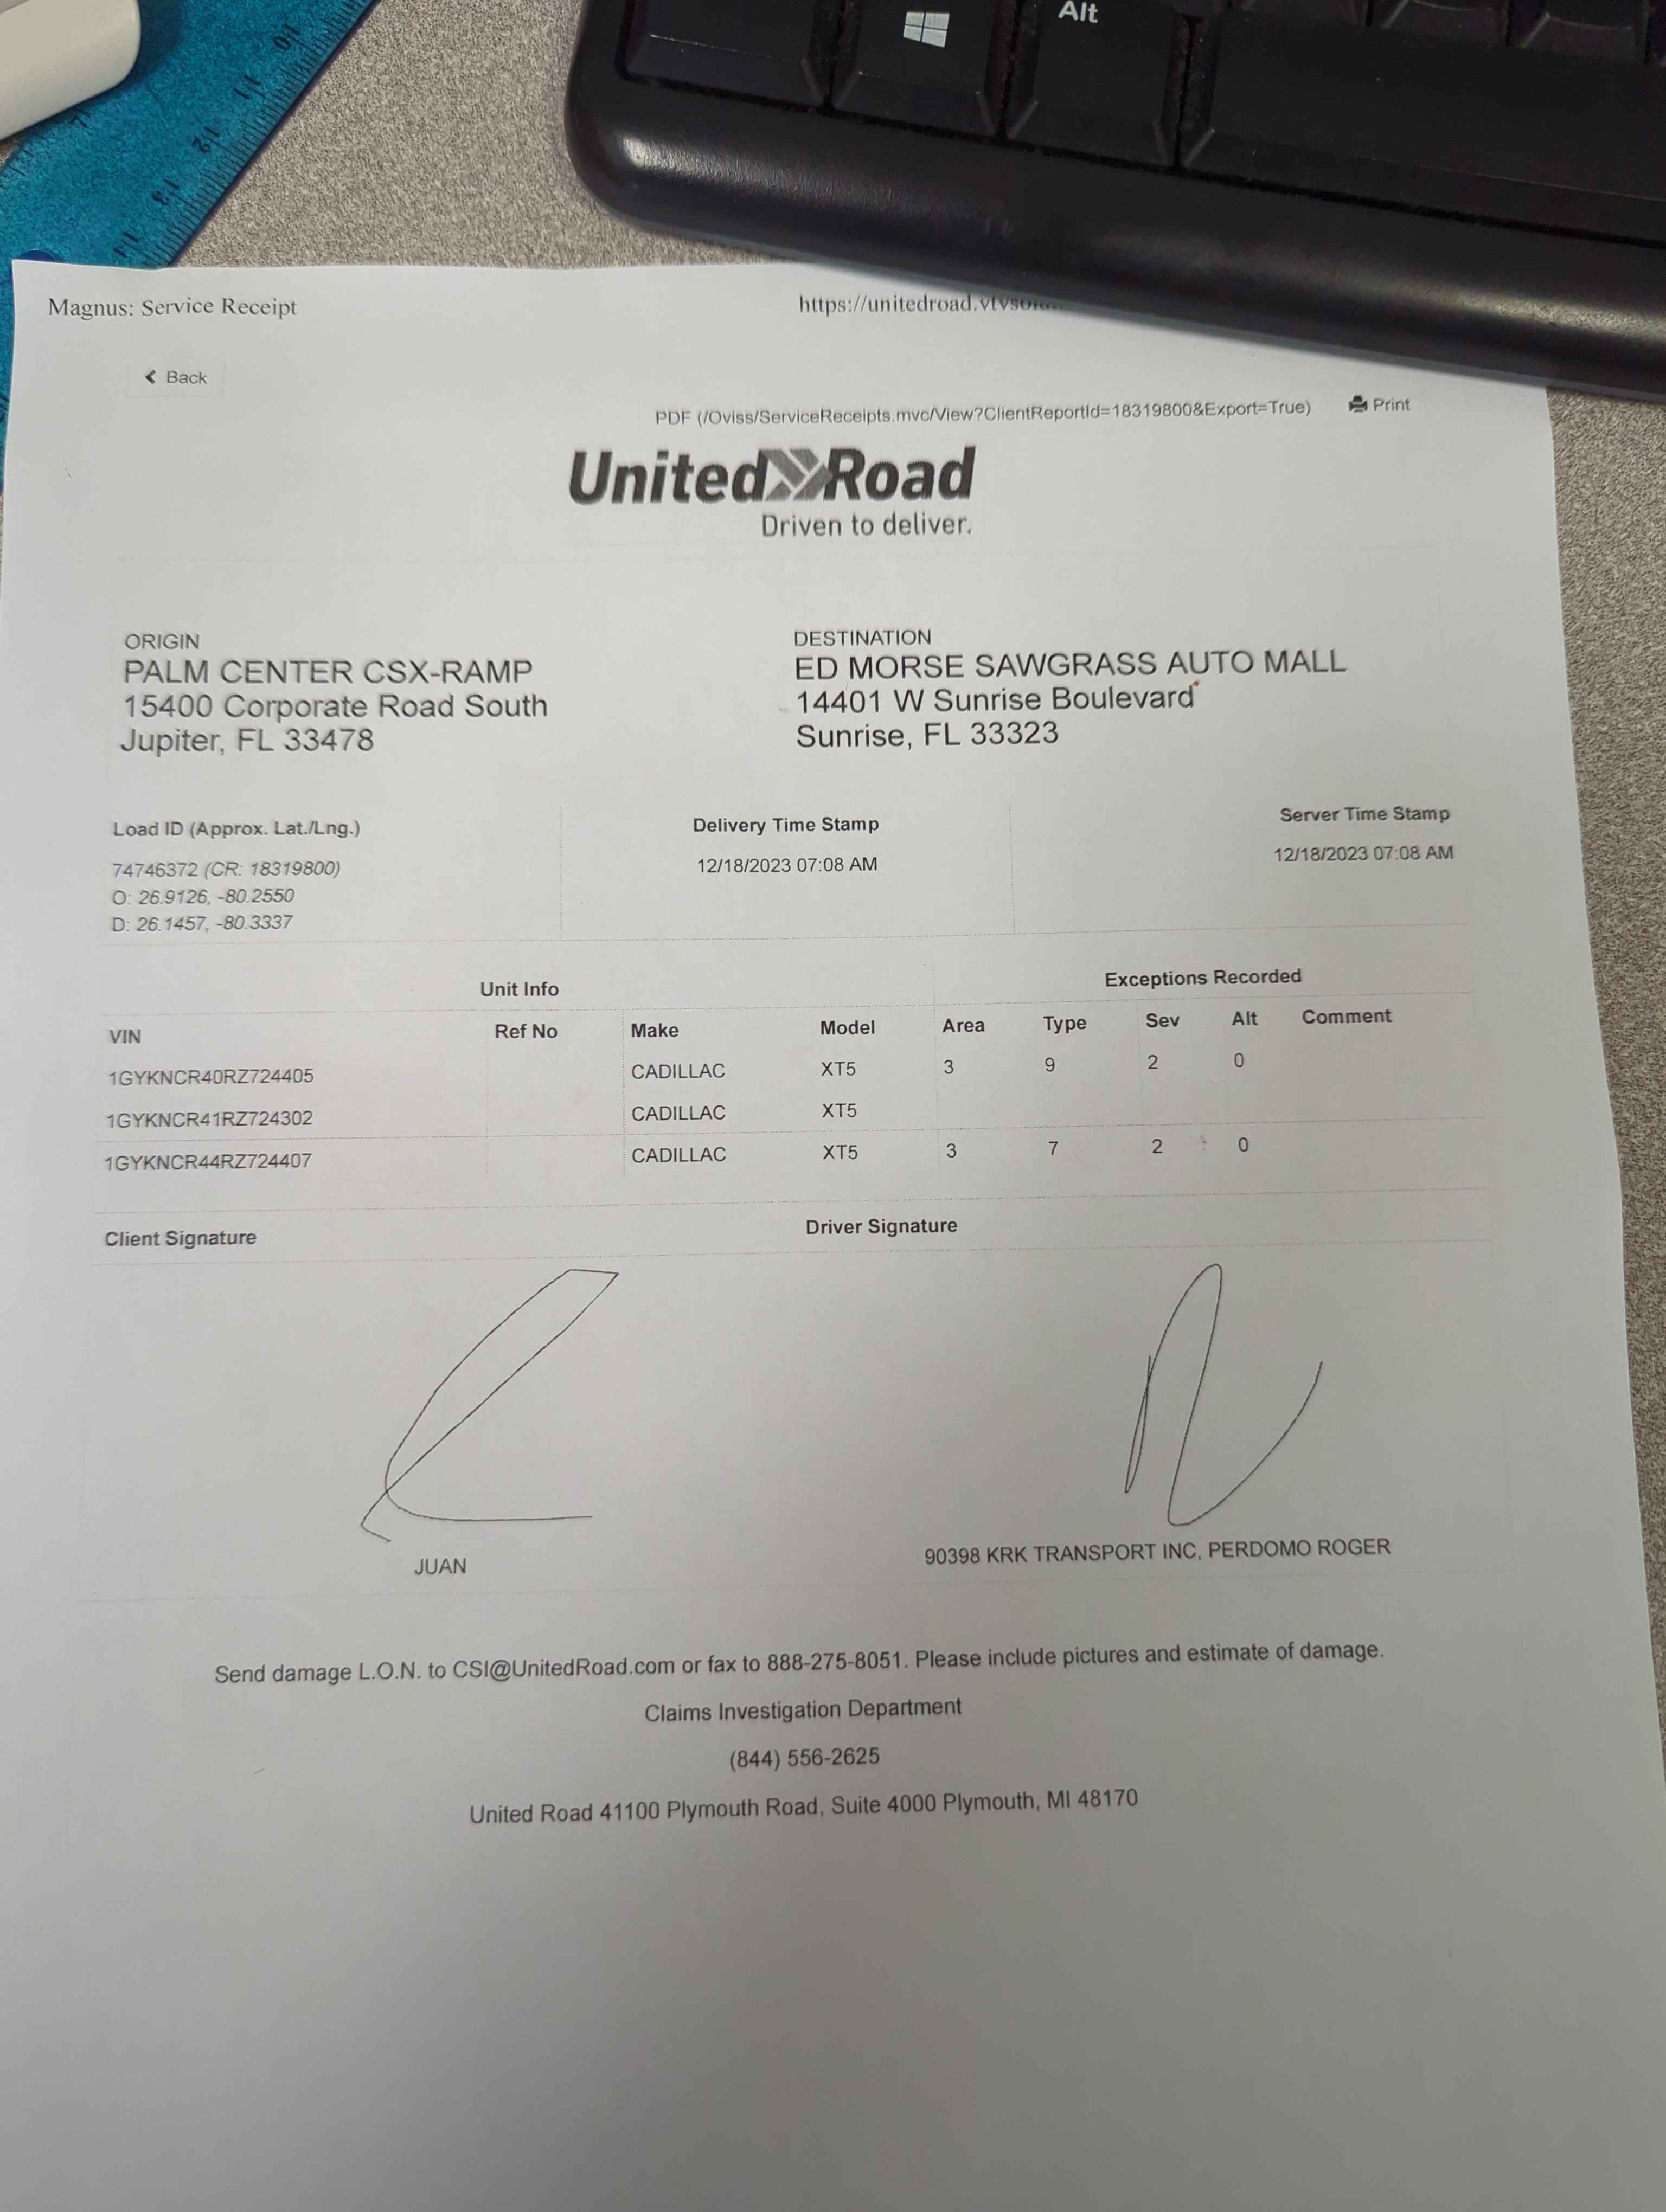 Alt
10
11
12
13
14
Magnus: Service Receipt
https://unitedroad.vtvso
Back
PDF (/Oviss/ServiceReceipts.mvc/View?ClientReportId=18319800&Export=True)
Print
United Road
Driven to deliver.
ORIGIN
PALM CENTER CSX-RAMP
15400 Corporate Road South
Jupiter, FL 33478
DESTINATION
ED MORSE SAWGRASS AUTO MALL
14401 W Sunrise Boulevard
Sunrise, FL 33323
Load ID (Approx. Lat./Lng.)
74746372 (CR: 18319800)
O: 26.9126, -80.2550
D: 26.1457, -80.3337
Delivery Time Stamp
12/18/2023 07:08 AM
Server Time Stamp
12/18/2023 07:08 AM
Unit Info Exceptions Recorded
VIN Ref No Make Model Area Type Sev Alt Comment
1GYKNCR40RZ724405 CADILLAC XT5 3 9 2 0
1GYKNCR41RZ724302 CADILLAC XT5
1GYKNCR44RZ724407 CADILLAC XT5 3 7 2 0
Client Signature Driver Signature
JUAN
90398 KRK TRANSPORT INC, PERDOMO ROGER
Send damage L.O.N. to CSI@UnitedRoad.com or fax to 888-275-8051. Please include pictures and estimate of damage.
Claims Investigation Department
(844) 556-2625
United Road 41100 Plymouth Road, Suite 4000 Plymouth, MI 48170